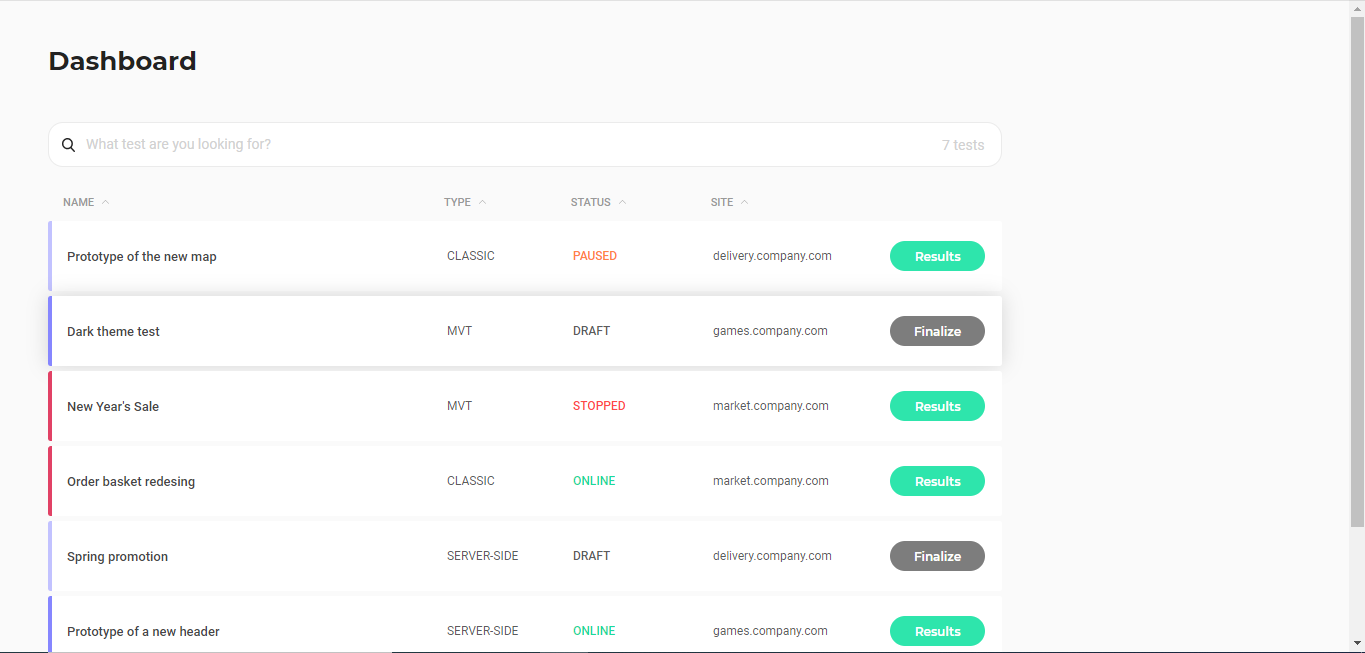 Dashboard
What test are you looking for? 7 tests
NAME TYPE STATUS SITE
Prototype of the new map CLASSIC PAUSED delivery.company.com Results
Dark theme test MVT DRAFT games.company.com Finalize
New Year's Sale MVT STOPPED market.company.com Results
Order basket redesing CLASSIC ONLINE market.company.com Results
Spring promotion SERVER-SIDE DRAFT delivery.company.com Finalize
Prototype of a new header SERVER-SIDE ONLINE games.company.com Results